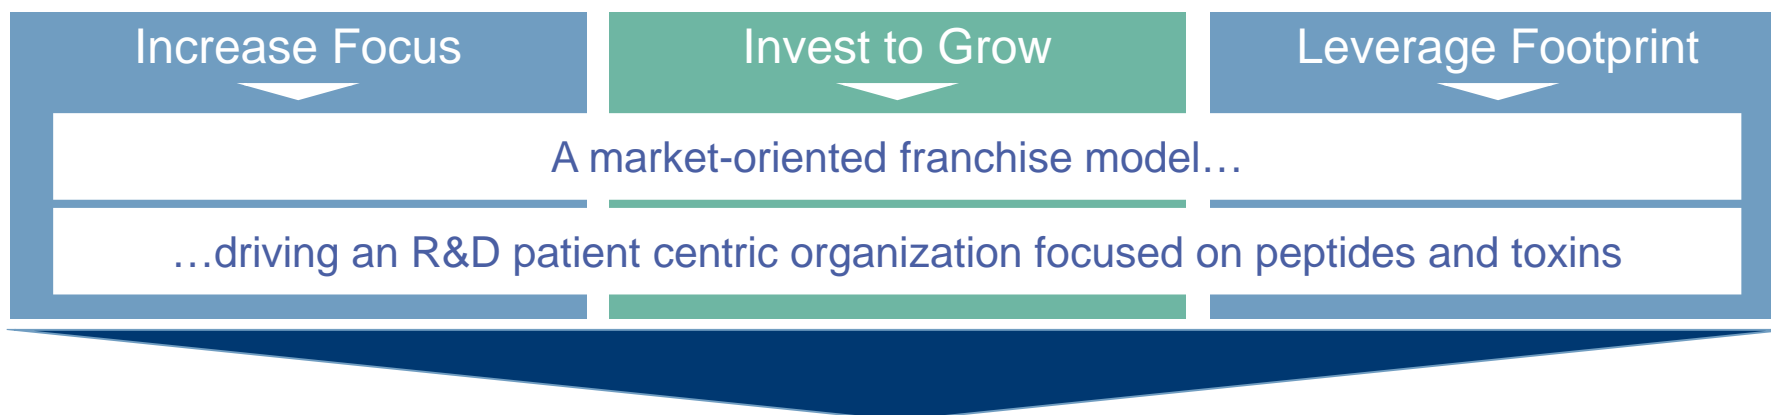 Increase Focus
Invest to Grow
Leverage Footprint
A market-oriented franchise model…
…driving an R&D patient centric organization focused on peptides and toxins